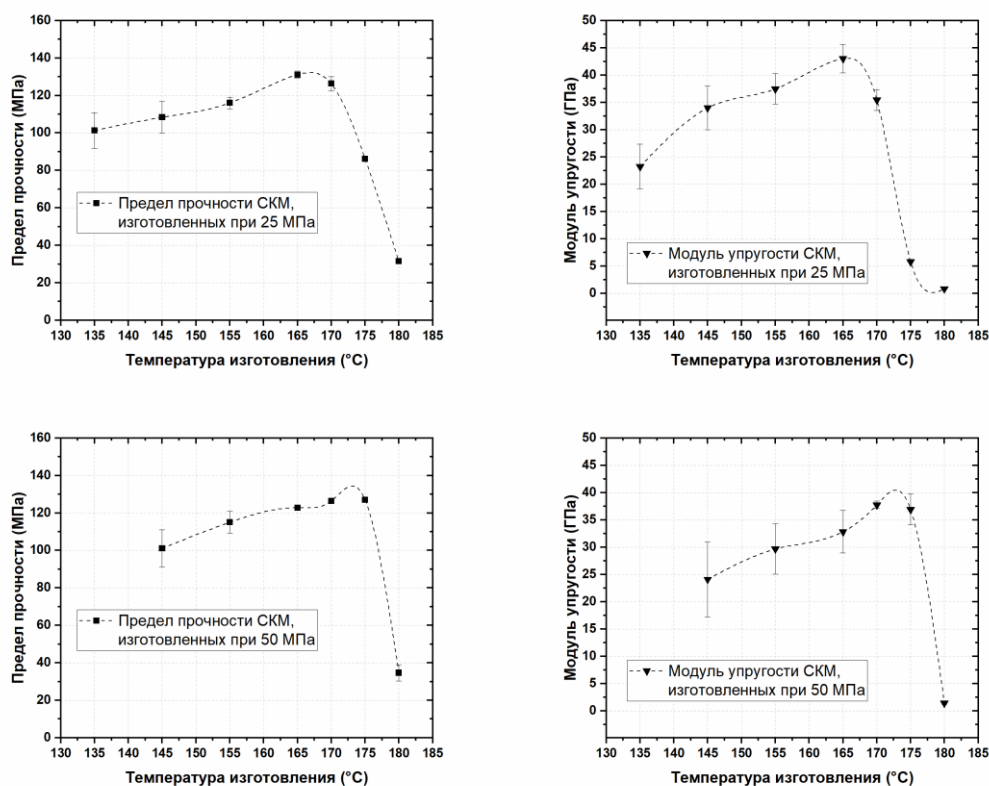 160
140
120
100
80
60
40
20
0
Предел прочности (МПа)
Предел прочности СКМ,
изготовленных при 25 МПа
130 135 140 145 150 155 160 165 170 175 180 185
Температура изготовления (°C)
50
45
40
35
30
25
20
15
10
5
0
Модуль упругости (ГПа)
Модуль упругости СКМ,
изготовленных при 25 МПа
130 135 140 145 150 155 160 165 170 175 180 185
Температура изготовления (°C)
160
140
120
100
80
60
40
20
0
Предел прочности (МПа)
Предел прочности СКМ,
изготовленных при 50 МПа
130 135 140 145 150 155 160 165 170 175 180 185
Температура изготовления (°C)
50
45
40
35
30
25
20
15
10
5
0
Модуль упругости (ГПа)
Модуль упругости СКМ,
изготовленных при 50 МПа
130 135 140 145 150 155 160 165 170 175 180 185
Температура изготовления (°C)